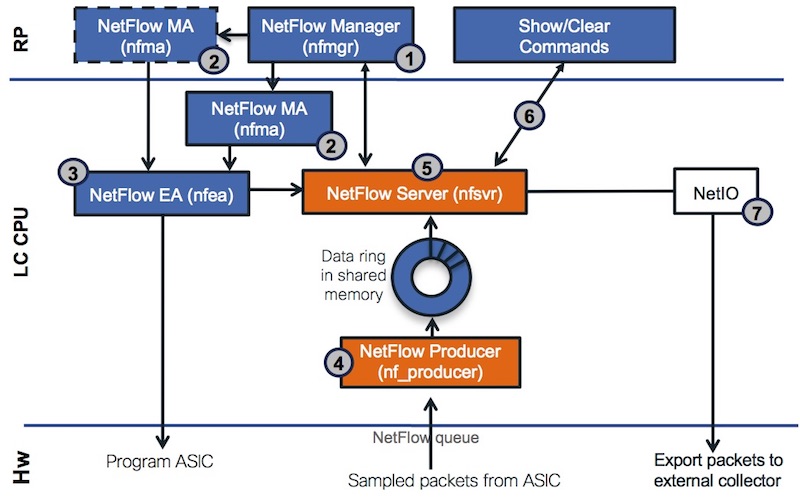 RP
NetFlow MA
(nfma)
2
NetFlow Manager
(nfmgr)
1
Show/Clear
Commands
NetFlow MA
(nfma)
2
6
LC CPU
3
NetFlow EA (nfea)
5
NetFlow Server (nfsvr)
NetIO
7
Data ring
in shared
memory
4
NetFlow Producer
(nf_producer)
Hw
NetFlow queue
Program ASIC
Sampled packets from ASIC
Export packets to
external collector